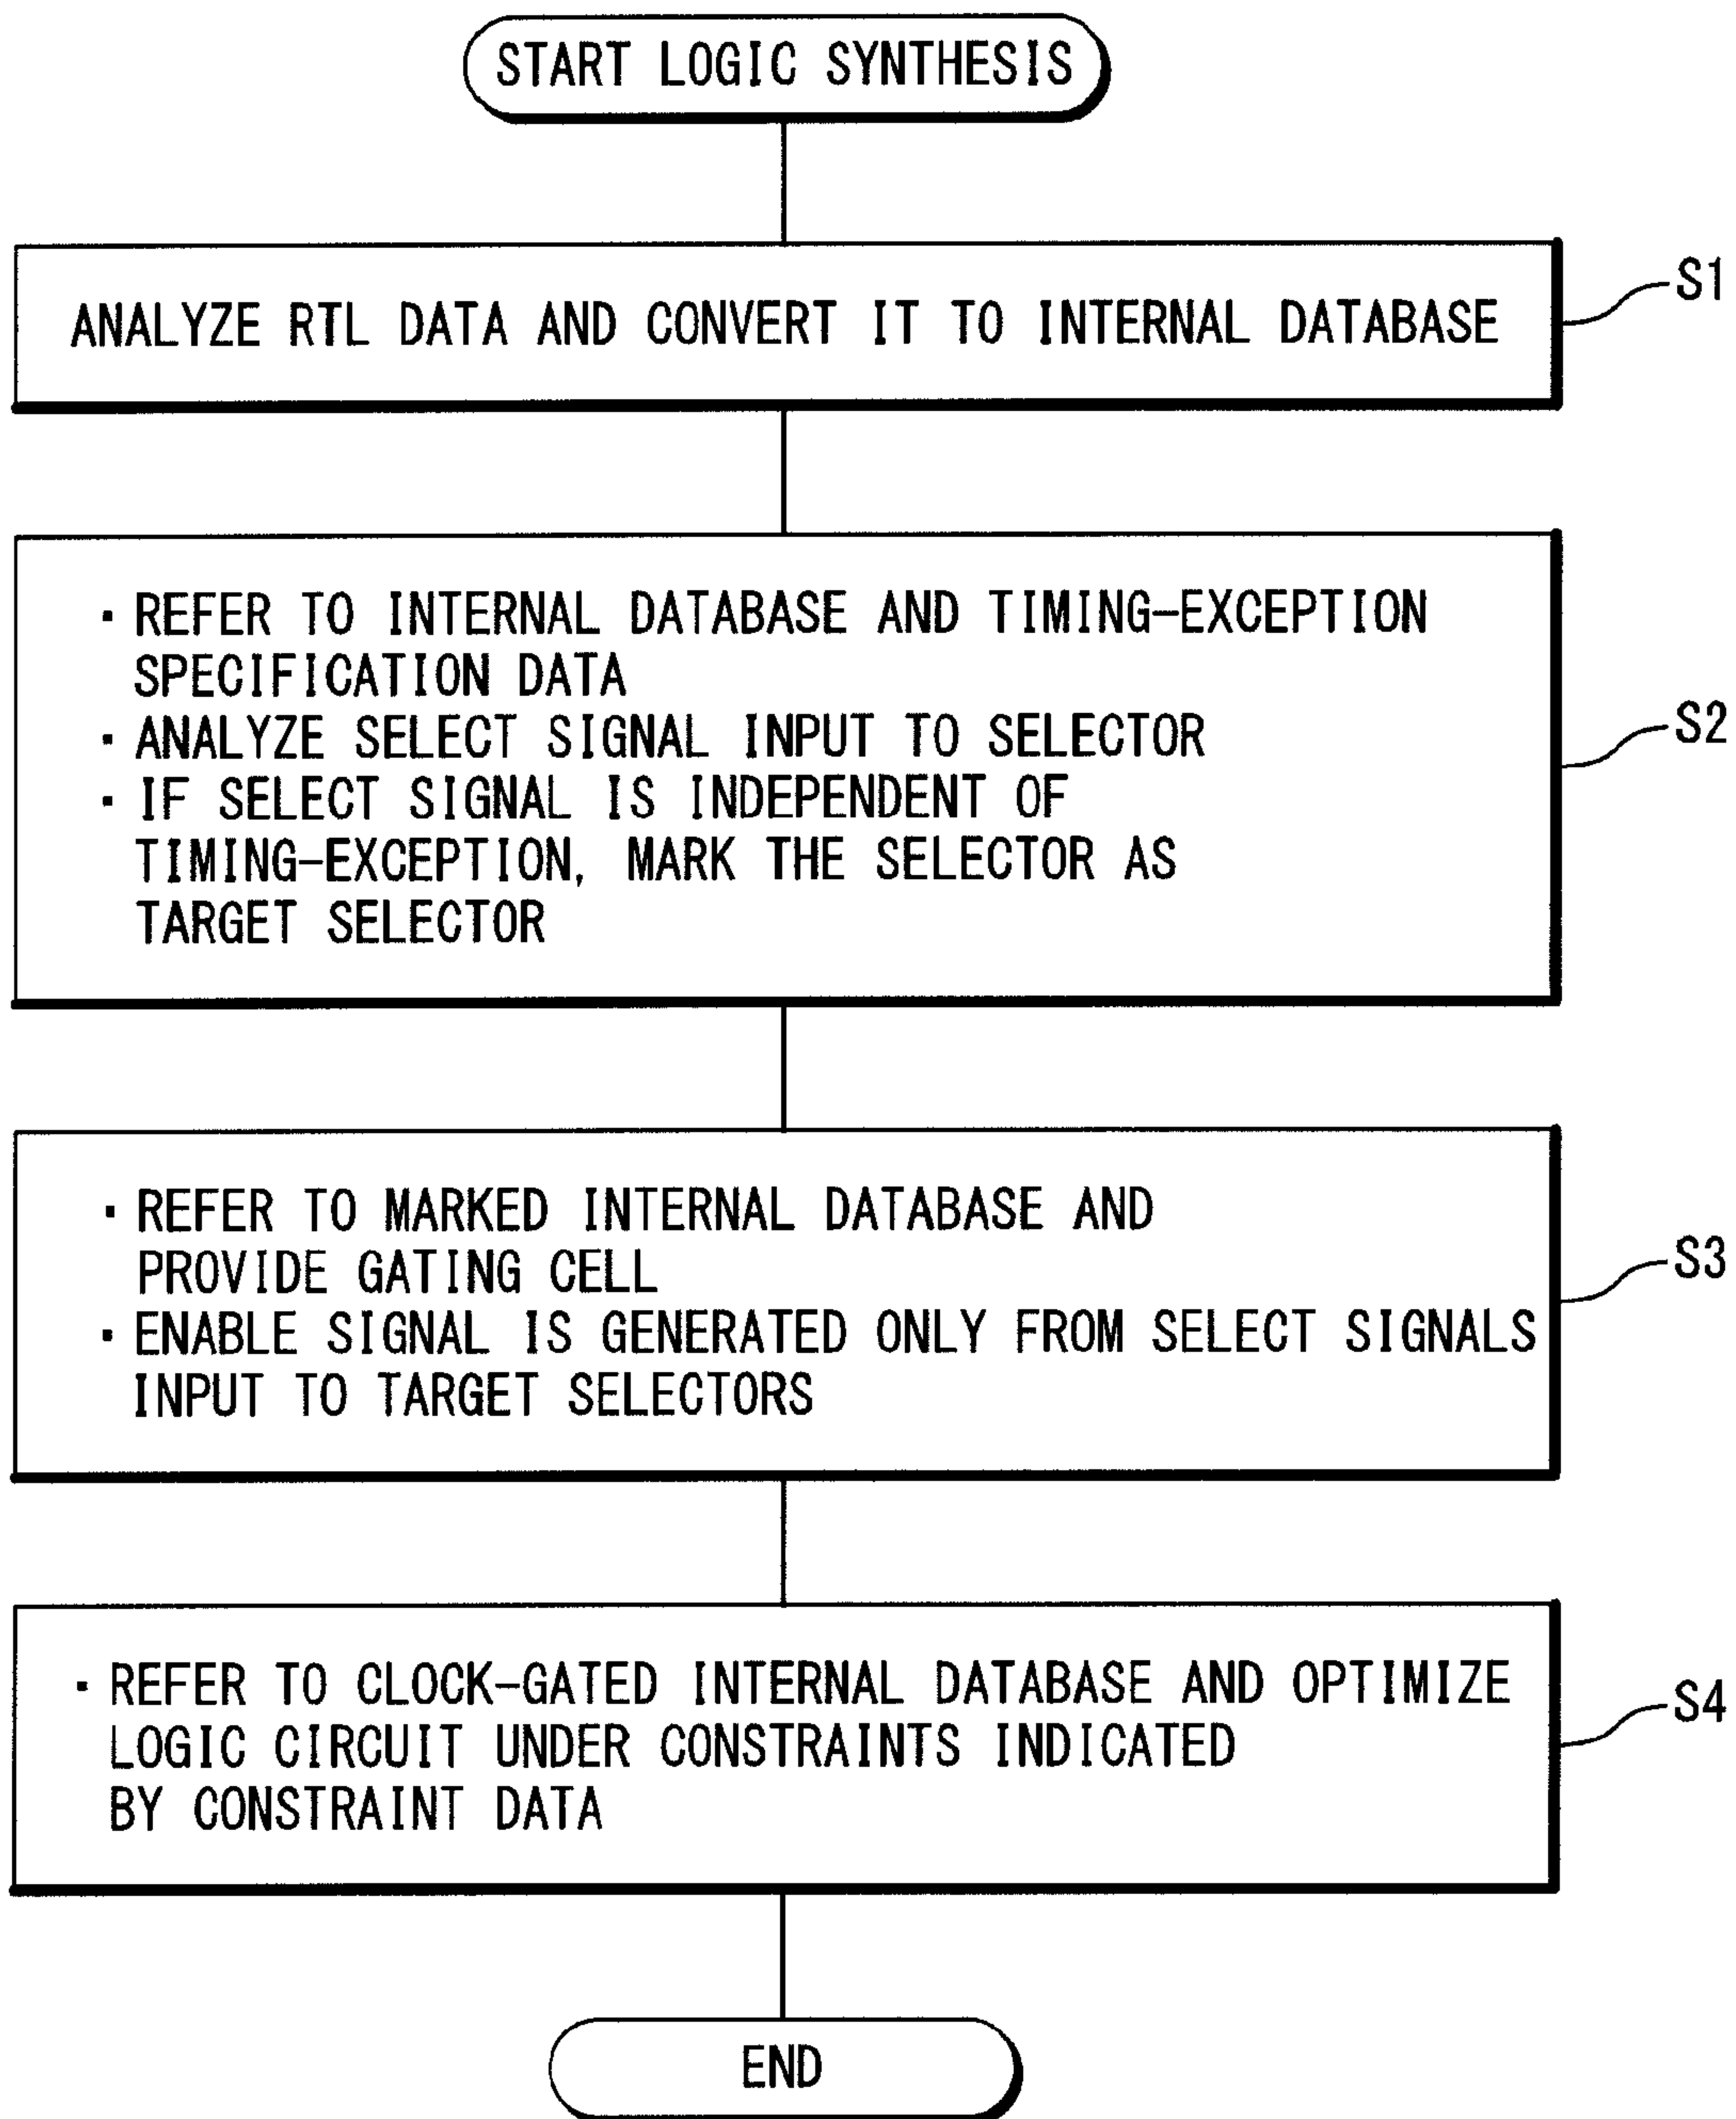 START LOGIC SYNTHESIS
ANALYZE RTL DATA AND CONVERT IT TO INTERNAL DATABASE
S1
・REFER TO INTERNAL DATABASE AND TIMING-EXCEPTION
SPECIFICATION DATA
・ANALYZE SELECT SIGNAL INPUT TO SELECTOR
・IF SELECT SIGNAL IS INDEPENDENT OF
TIMING-EXCEPTION, MARK THE SELECTOR AS
TARGET SELECTOR
S2
・REFER TO MARKED INTERNAL DATABASE AND
PROVIDE GATING CELL
・ENABLE SIGNAL IS GENERATED ONLY FROM SELECT SIGNALS
INPUT TO TARGET SELECTORS
S3
・REFER TO CLOCK-GATED INTERNAL DATABASE AND OPTIMIZE
LOGIC CIRCUIT UNDER CONSTRAINTS INDICATED
BY CONSTRAINT DATA
S4
END